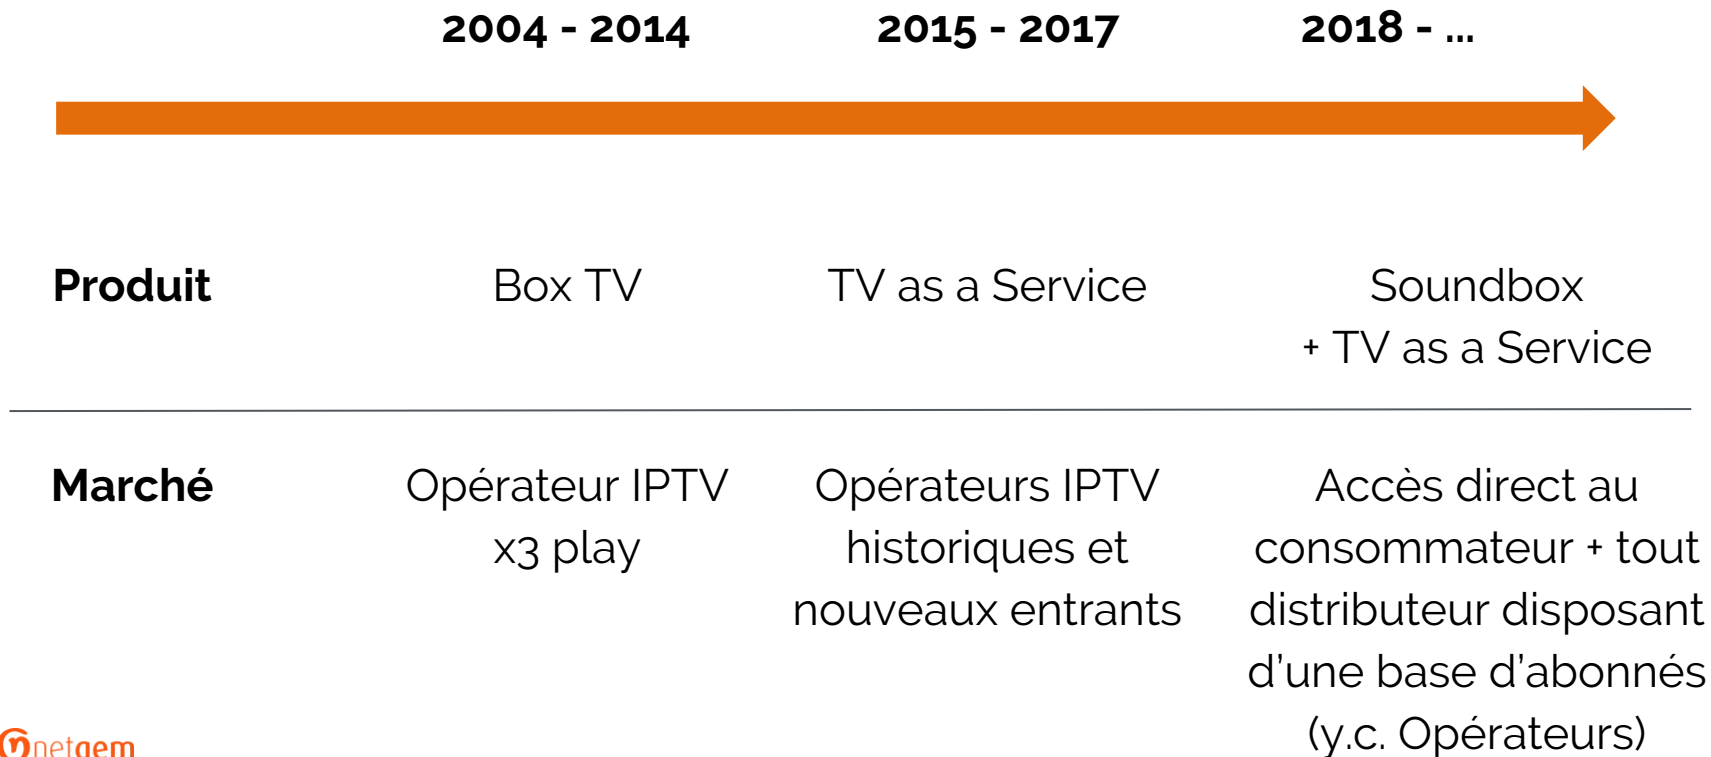 2004 - 2014 2015 - 2017 2018 - ...
Produit Box TV TV as a Service Soundbox
+ TV as a Service
Marché Opérateur IPTV Opérateurs IPTV Accès direct au
x3 play historiques et consommateur + tout
nouveaux entrants distributeur disposant
d'une base d'abonnés
(y.c. Opérateurs)
netgem